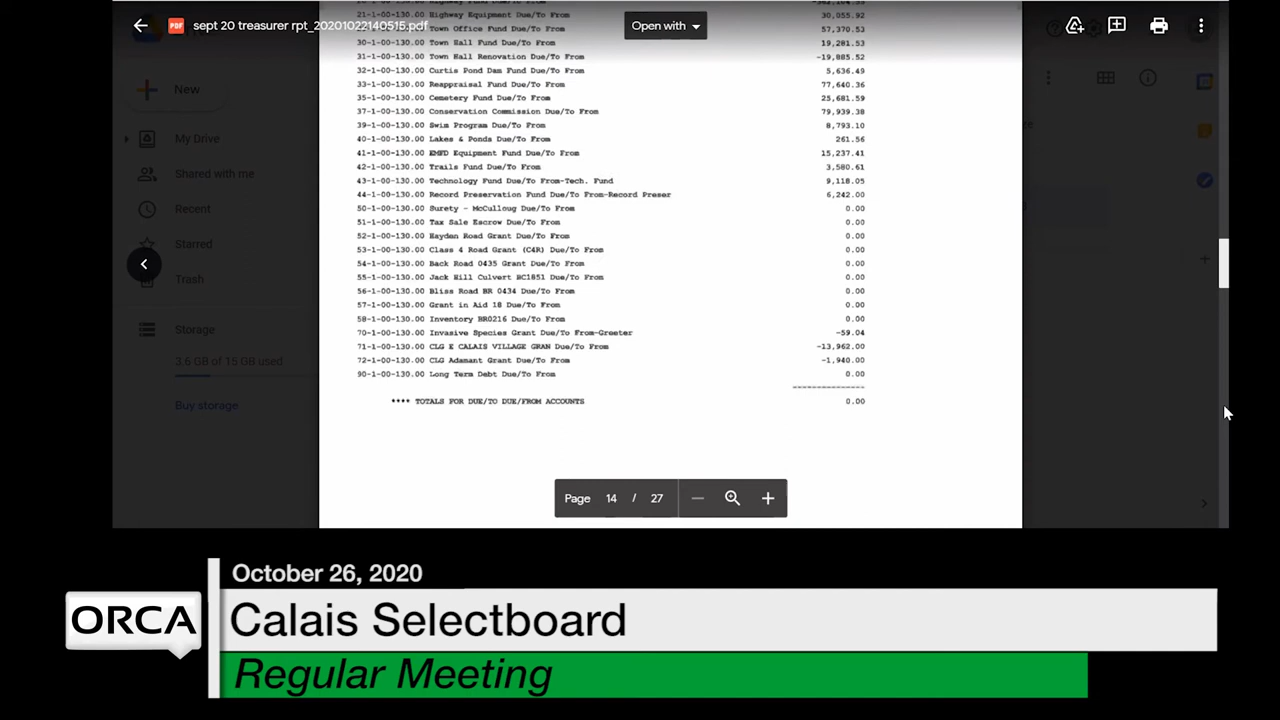 sept 20 treasurer rpt_20201022140515.pdf
Open with
New
My Drive
Shared with me
Recent
Starred
Trash
Storage
3.6 GB of 15 GB used
Buy storage
21-1-00-130.00 Highway Equipment Due/To From 30,055.92
Town Office Fund Due/To From 57,370.53
30-1-00-130.00 Town Hall Fund Due/To From 19,281.53
31-1-00-130.00 Town Hall Renovation Due/To From -19,885.52
32-1-00-130.00 Curtis Pond Dam Fund Due/To From 5,636.49
33-1-00-130.00 Reappraisal Fund Due/To From 77,640.36
35-1-00-130.00 Cemetery Fund Due/To From 25,681.59
37-1-00-130.00 Conservation Commission Due/To From 79,939.38
39-1-00-130.00 Swim Program Due/To From 8,793.10
40-1-00-130.00 Lakes & Ponds Due/To From 261.56
41-1-00-130.00 EMFD Equipment Fund Due/To From 15,237.41
42-1-00-130.00 Trails Fund Due/To From 3,580.61
43-1-00-130.00 Technology Fund Due/To From-Tech. Fund 9,118.05
44-1-00-130.00 Record Preservation Fund Due/To From-Record Preser 6,242.00
50-1-00-130.00 Surety - McCulloug Due/To From 0.00
51-1-00-130.00 Tax Sale Escrow Due/To From 0.00
52-1-00-130.00 Hayden Road Grant Due/To From 0.00
53-1-00-130.00 Class 4 Road Grant (C4R) Due/To From 0.00
54-1-00-130.00 Back Road 0435 Grant Due/To From 0.00
55-1-00-130.00 Jack Hill Culvert BC1851 Due/To From 0.00
56-1-00-130.00 Bliss Road BR 0434 Due/To From 0.00
57-1-00-130.00 Grant in Aid 18 Due/To From 0.00
58-1-00-130.00 Inventory BR0216 Due/To From 0.00
70-1-00-130.00 Invasive Species Grant Due/To From-Greeter -59.04
71-1-00-130.00 CLG E CALAIS VILLAGE GRAN Due/To From -13,962.00
72-1-00-130.00 CLG Adamant Grant Due/To From -1,940.00
90-1-00-130.00 Long Term Debt Due/To From 0.00
---------------
**** TOTALS FOR DUE/TO DUE/FROM ACCOUNTS 0.00
Page 14 / 27
October 26, 2020
ORCA
Calais Selectboard
Regular Meeting